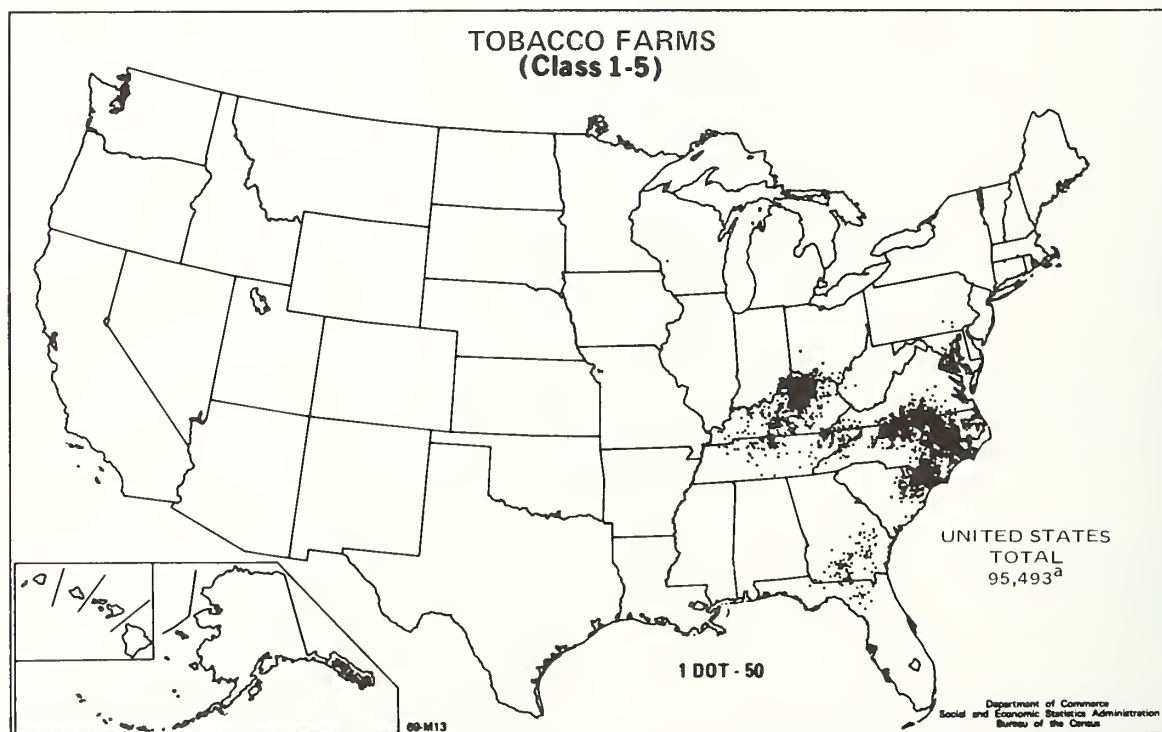 TOBACCO FARMS
(Class 1-5)
UNITED STATES
TOTAL
95,493ᵃ
1 DOT - 50
69-M13
Department of Commerce
Social and Economic Statistics Administration
Bureau of the Census